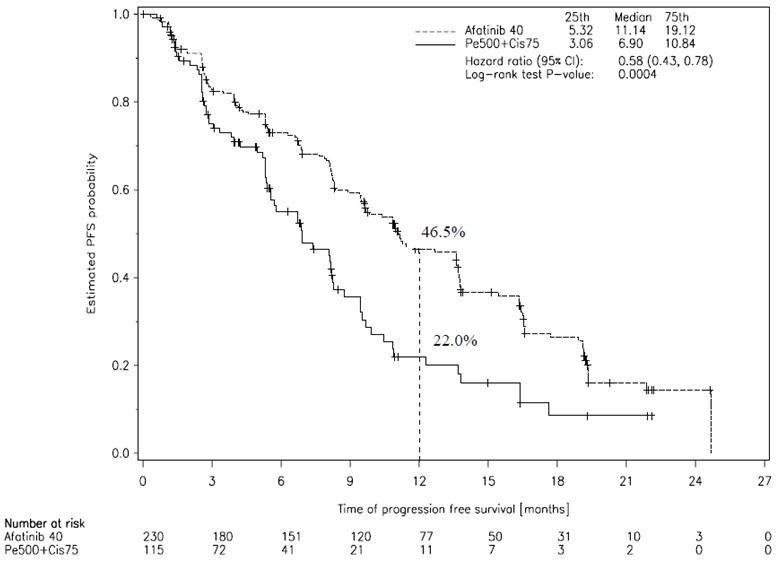 25th Median 75th
Afatinib 40 5.32 11.14 19.12
Pe500+Cis75 3.06 6.90 10.84
Hazard ratio (95% CI): 0.58 (0.43, 0.78)
Log-rank test P-value: 0.0004
Estimated PFS probability
1.0
0.8
0.6
0.4
0.2
0.0
46.5%
22.0%
0 3 6 9 12 15 18 21 24 27
Time of progression free survival [months]
Number at risk
Afatinib 40 230 180 151 120 77 50 31 10 3 0
Pe500+Cis75 115 72 41 21 11 7 3 2 0 0